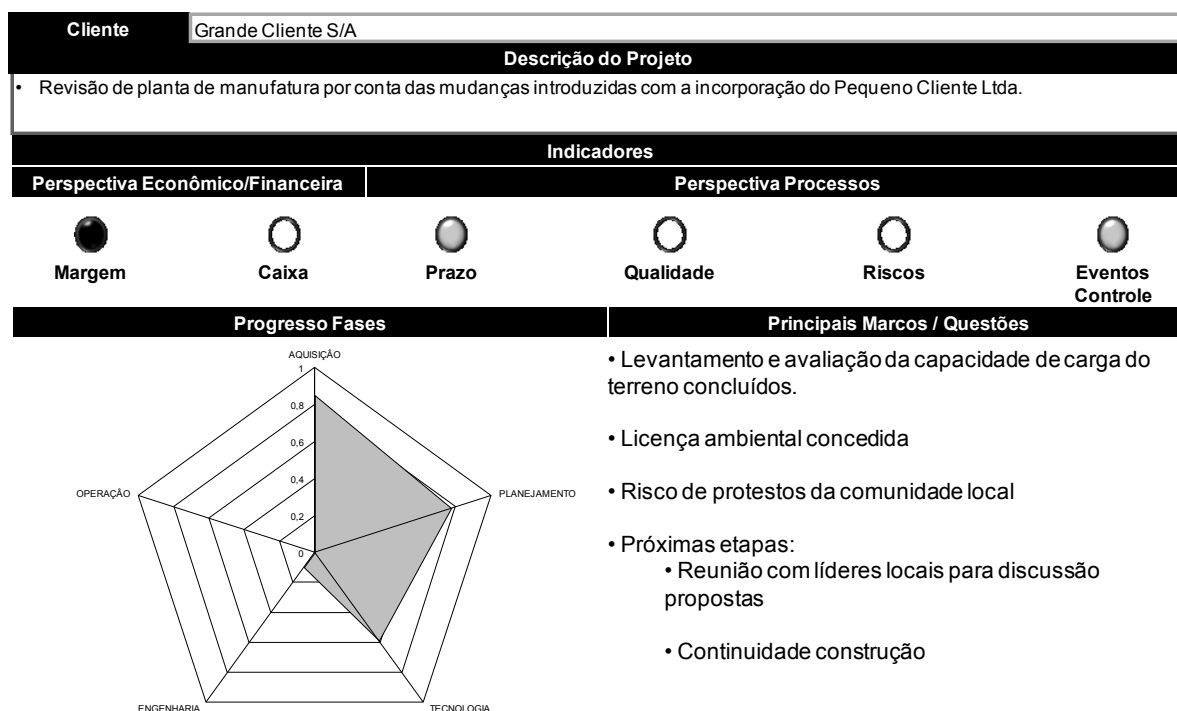 Cliente
Grande Cliente S/A
Descrição do Projeto
• Revisão de planta de manufatura por conta das mudanças introduzidas com a incorporação do Pequeno Cliente Ltda.
Indicadores
Perspectiva Econômico/Financeira
Perspectiva Processos
Margem
Caixa
Prazo
Qualidade
Riscos
Eventos
Controle
Progresso Fases
Principais Marcos / Questões
AQUISIÇÂO
1
0,8
0,6
0,4
0,2
0
PLANEJAMENTO
TECNOLOGIA
ENGENHARIA
OPERAÇÂO
• Levantamento e avaliação da capacidade de carga do
terreno concluídos.
• Licença ambiental concedida
• Risco de protestos da comunidade local
• Próximas etapas:
• Reunião com líderes locais para discussão
propostas
• Continuidade construção